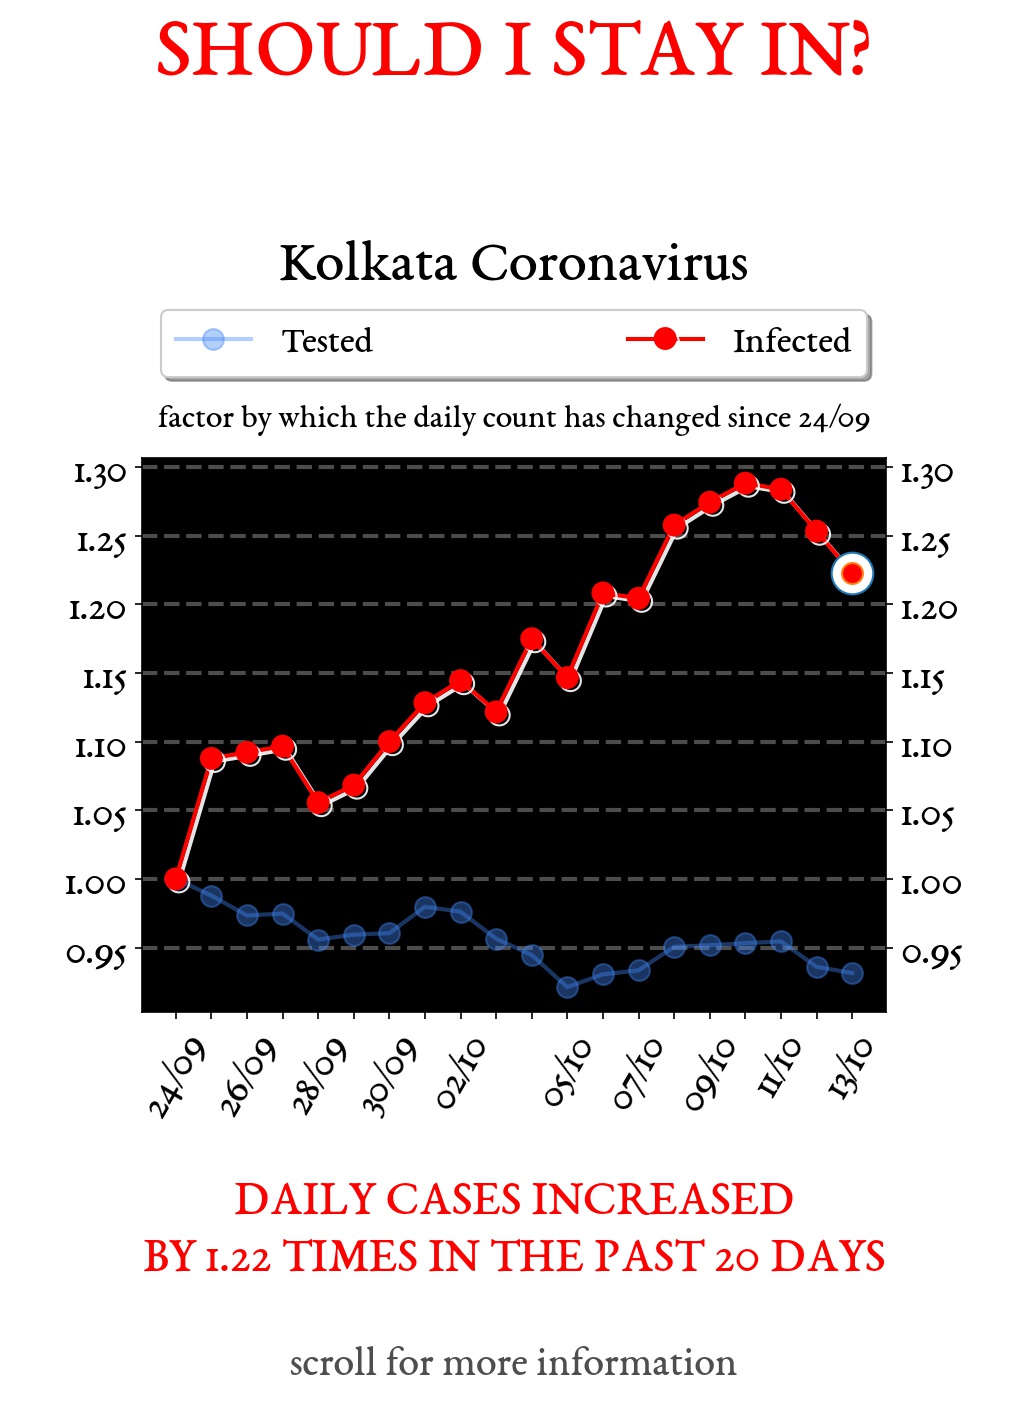 SHOULD I STAY IN?
Kolkata Coronavirus
Tested Infected
factor by which the daily count has changed since 24/09
1.30 1.30
1.25 1.25
1.20 1.20
1.15 1.15
1.10 1.10
1.05 1.05
1.00 1.00
0.95 0.95
24/09 26/09 28/09 30/09 02/10 05/10 07/10 09/10 11/10 13/10
DAILY CASES INCREASED
BY 1.22 TIMES IN THE PAST 20 DAYS
scroll for more information